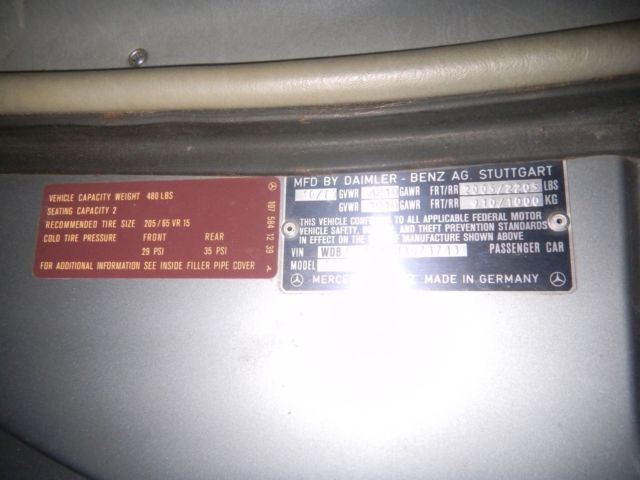 VEHICLE CAPACITY WEIGHT 480 LBS
SEATING CAPACITY 2
RECOMMENDED TIRE SIZE 205/65 VR 15
COLD TIRE PRESSURE FRONT REAR
29 PSI 35 PSI
FOR ADDITIONAL INFORMATION SEE INSIDE FILLER PIPE COVER
107 584 12 39
MFD BY DAIMLER - BENZ AG. STUTTGART
GVWR GAWR FRT/RR 2005/2205 LBS
GVWR GAWR FRT/RR 910/1000 KG
THIS VEHICLE CONFORMS TO ALL APPLICABLE FEDERAL MOTOR
VEHICLE SAFETY, AND THEFT PREVENTION STANDARDS
IN EFFECT ON THE MANUFACTURE SHOWN ABOVE
VIN WDB PASSENGER CAR
MODEL
MADE IN GERMANY